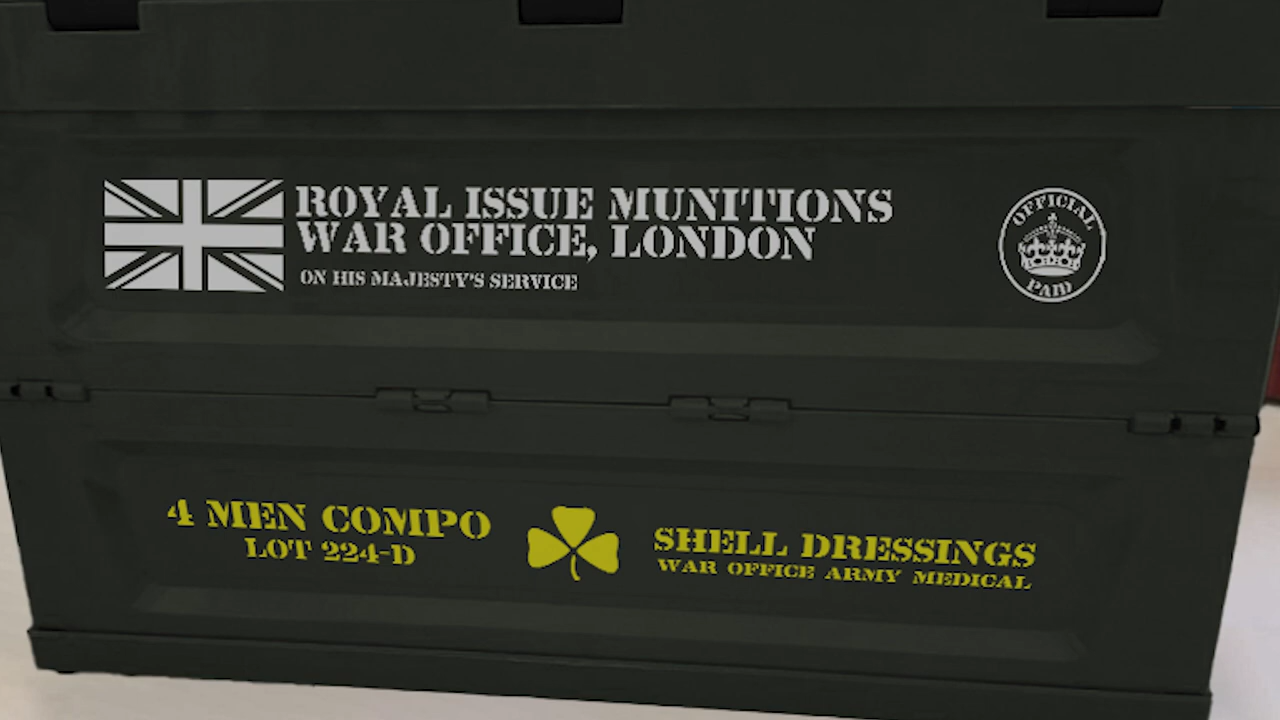 ROYAL ISSUE MUNITIONS
WAR OFFICE, LONDON
ON HIS MAJESTY'S SERVICE
OFFICIAL
PAID
4 MEN COMPO
LOT 224-D
SHELL DRESSINGS
WAR OFFICE ARMY MEDICAL